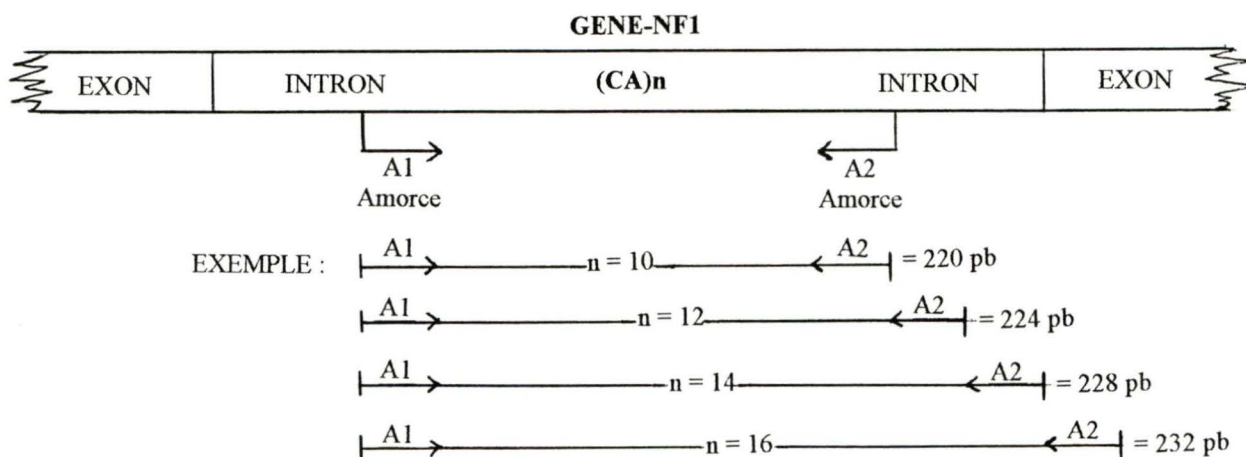 GENE-NF1
EXON INTRON (CA)n INTRON EXON
A1 A2
Amorce Amorce
EXEMPLE : A1 n = 10 A2 = 220 pb
A1 n = 12 A2 = 224 pb
A1 n = 14 A2 = 228 pb
A1 n = 16 A2 = 232 pb